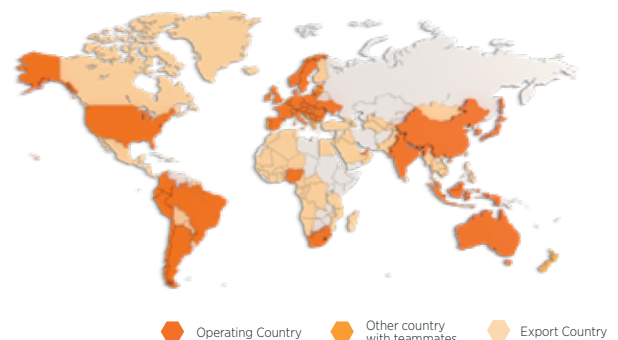 Operating Country
Other country
with teammates
Export Country